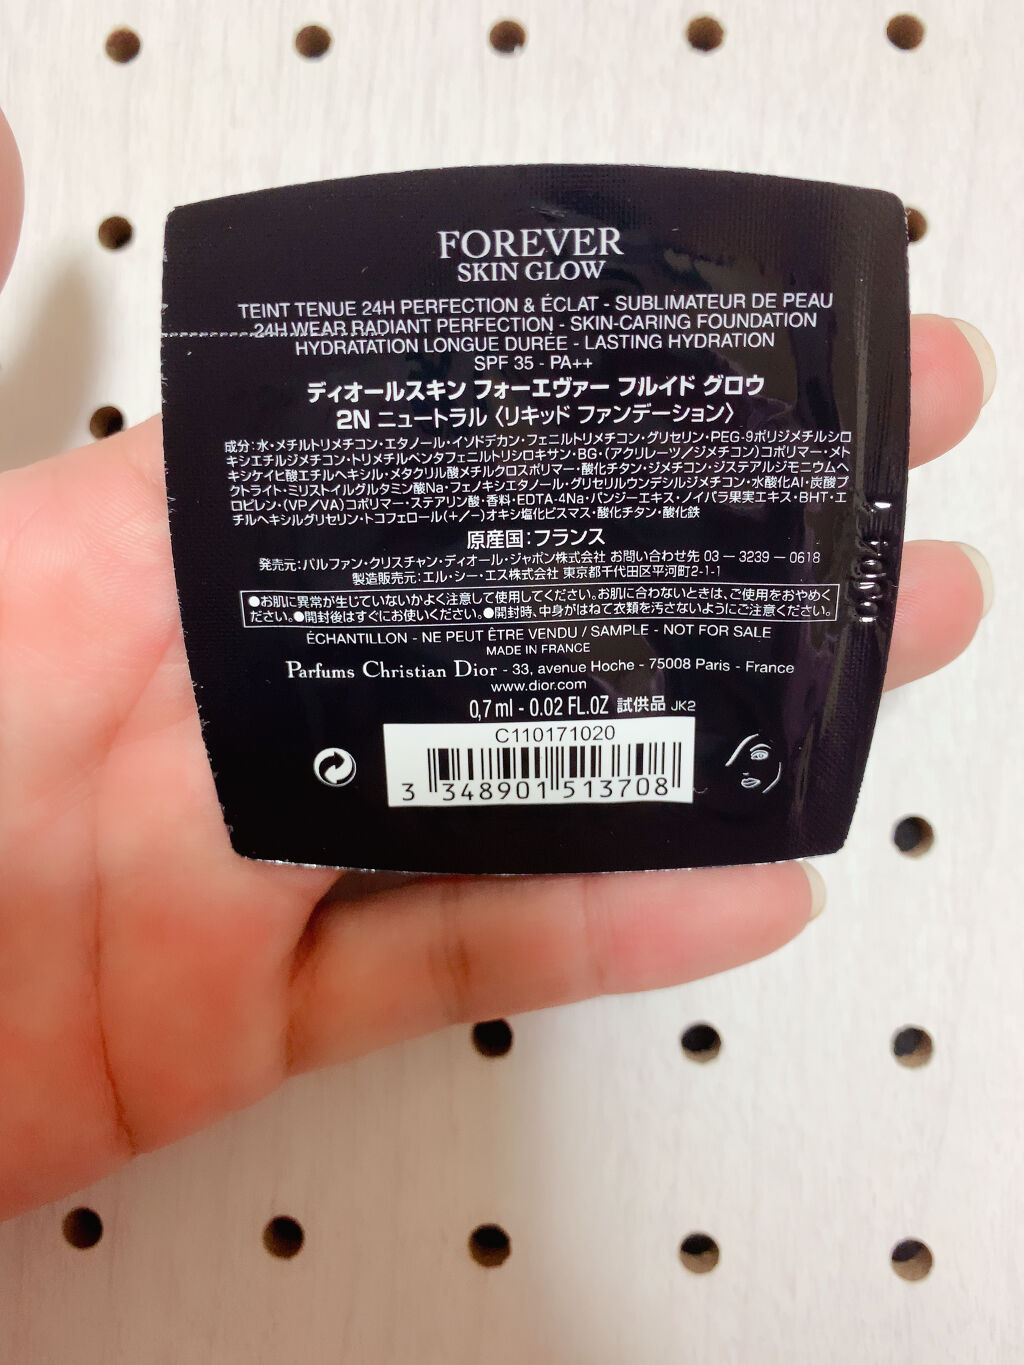 FOREVER
SKIN GLOW
TEINT TENUE 24H PERFECTION & ÉCLAT - SUBLIMATEUR DE PEAU
24H WEAR RADIANT PERFECTION - SKIN-CARING FOUNDATION
HYDRATATION LONGUE DURÉE - LASTING HYDRATION
SPF 35 - PA++
ディオールスキン フォーエヴァー フルイド グロウ
2N ニュートラル〈リキッド ファンデーション〉
成分:水・メチルトリメチコン・エタノール・イソドデカン・フェニルトリメチコン・グリセリン・PEG-9ポリジメチルシロ
キシエチルジメチコン・トリメチルペンタフェニルトリシロキサン・BG・(アクリレーツ/ジメチコン)コポリマー・メト
キシケイヒ酸エチルヘキシル・メタクリル酸メチルクロスポリマー・酸化チタン・ジメチコン・ジステアルジモニウムヘ
クトライト・ミリストイルグルタミン酸Na・フェノキシエタノール・グリセリルウンデシルジメチコン・水酸化Al・炭酸プ
ロピレン・(VP/VA)コポリマー・ステアリン酸・香料・EDTA-4Na・パンジーエキス・ノイバラ果実エキス・BHT・エ
チルヘキシルグリセリン・トコフェロール(+/-)オキシ塩化ビスマス・酸化チタン・酸化鉄
原産国:フランス
発売元:パルファン・クリスチャン・ディオール・ジャポン株式会社 お問い合わせ先 03-3239-0618
製造販売元:エル・シー・エス株式会社 東京都千代田区平河町2-1-1
●お肌に異常が生じていないかよく注意して使用してください。お肌に合わないときは、ご使用をおやめく
ださい。●開封後はすぐにお使いください。●開封時、中身がはねて衣類を汚さないようにご注意ください。
ÉCHANTILLON - NE PEUT ÊTRE VENDU / SAMPLE - NOT FOR SALE
MADE IN FRANCE
Parfums Christian Dior - 33, avenue Hoche - 75008 Paris - France
www.dior.com
0,7 ml - 0.02 FL.OZ 試供品 JK2
C110171020
3 348901 513708